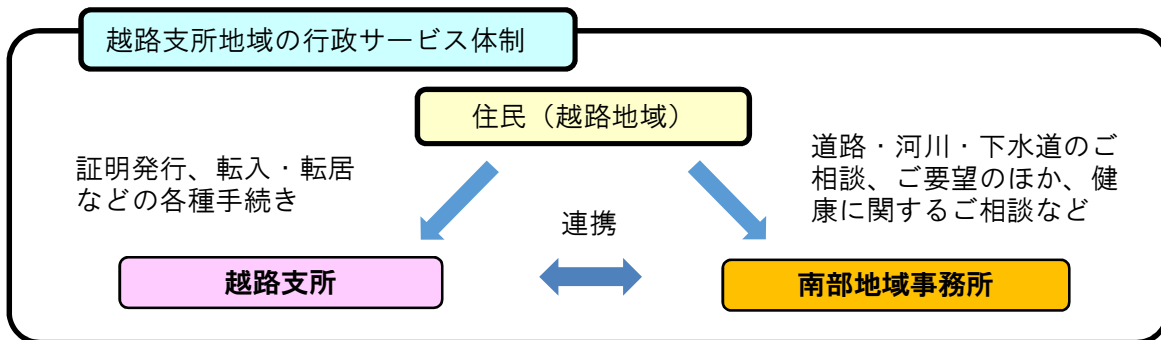 越路支所地域の行政サービス体制
住民（越路地域）
証明発行、転入・転居
などの各種手続き
道路・河川・下水道のご
相談、ご要望のほか、健
康に関するご相談など
連携
越路支所
南部地域事務所